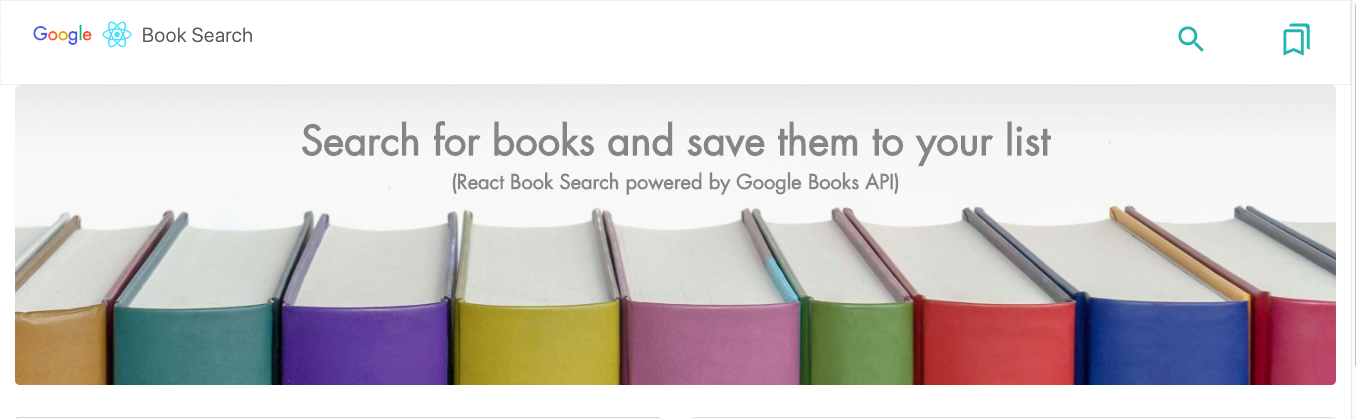 Google Book Search
Search for books and save them to your list
(React Book Search powered by Google Books API)